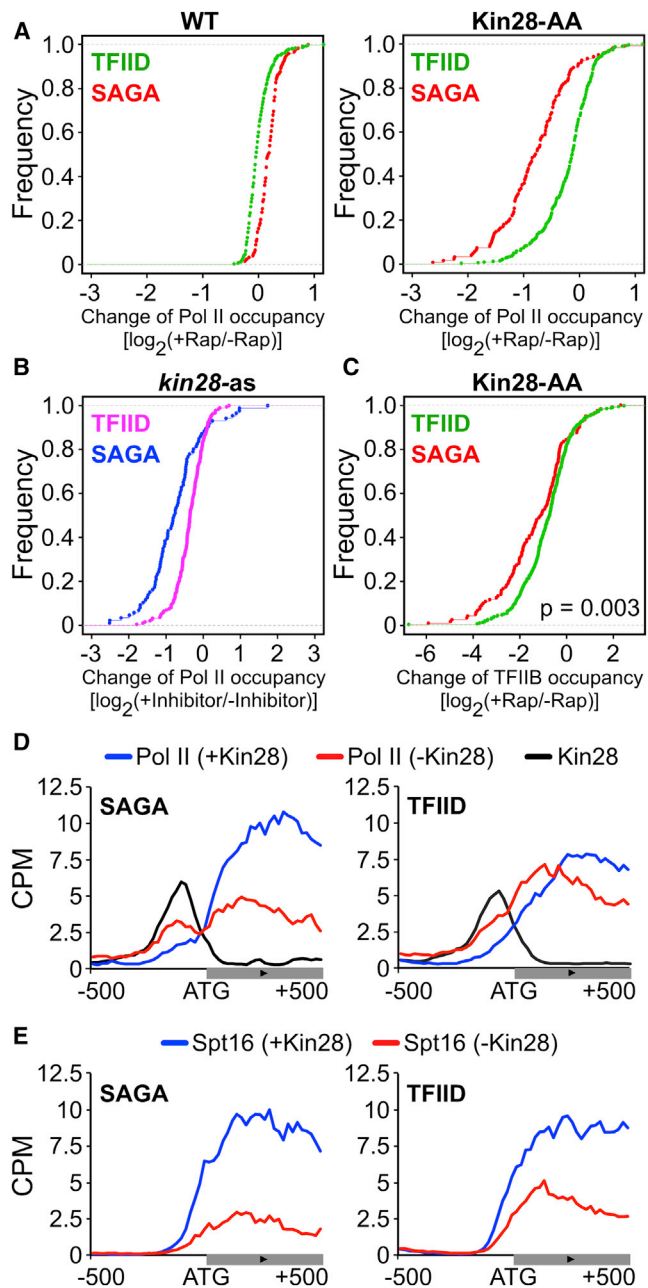 A
WT
Kin28-AA
TFIID
SAGA
Frequency
1.0
0.8
0.6
0.4
0.2
0
-3 -2 -1 0 1
Change of Pol II occupancy
[log2(+Rap/-Rap)]
TFIID
SAGA
Frequency
1.0
0.8
0.6
0.4
0.2
0
-3 -2 -1 0 1
Change of Pol II occupancy
[log2(+Rap/-Rap)]
B
kin28-as
TFIID
SAGA
Frequency
1.0
0.8
0.6
0.4
0.2
0
-3 -2 -1 0 1 2 3
Change of Pol II occupancy
[log2(+Inhibitor/-Inhibitor)]
C
Kin28-AA
TFIID
SAGA
Frequency
1.0
0.8
0.6
0.4
0.2
0
p = 0.003
-6 -4 -2 0 2
Change of TFIIB occupancy
[log2(+Rap/-Rap)]
D
Pol II (+Kin28) Pol II (-Kin28) Kin28
SAGA
CPM
12.5
10
7.5
5
2.5
0
-500 ATG +500
TFIID
12.5
10
7.5
5
2.5
0
-500 ATG +500
E
Spt16 (+Kin28) Spt16 (-Kin28)
SAGA
CPM
12.5
10
7.5
5
2.5
0
-500 ATG +500
TFIID
12.5
10
7.5
5
2.5
0
-500 ATG +500